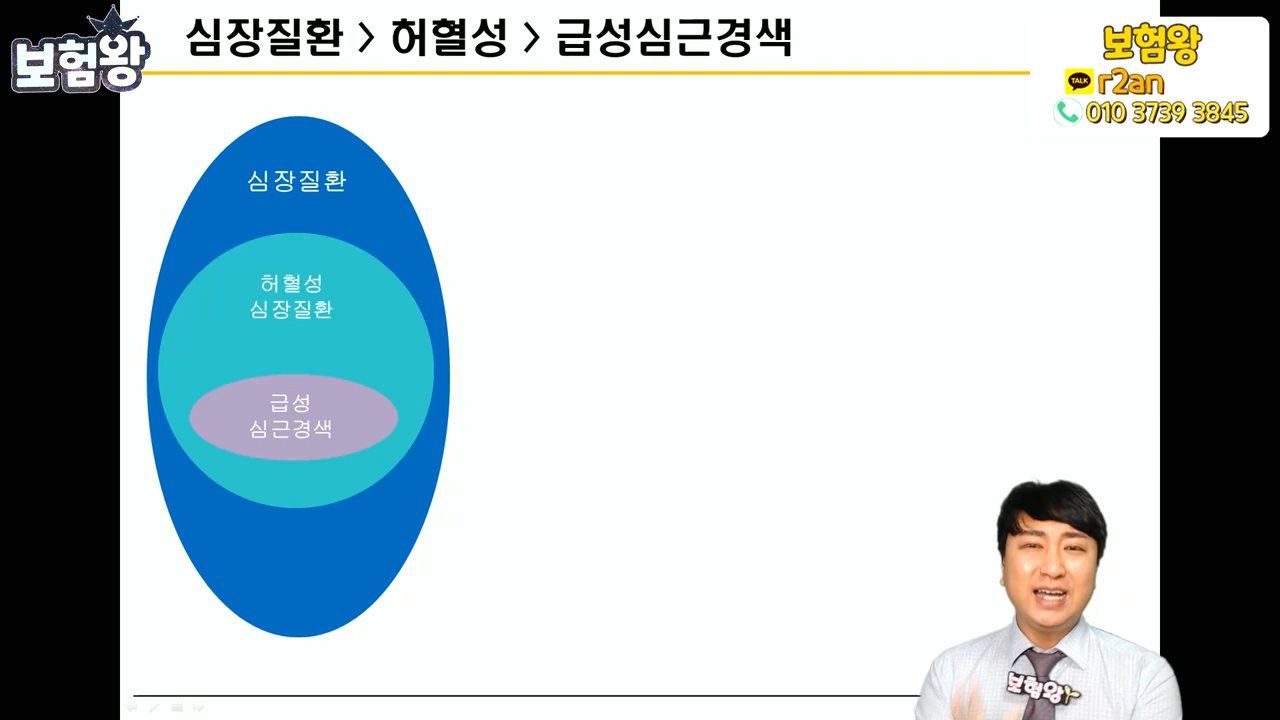 보험왕
심장질환 > 허혈성 > 급성심근경색
보험왕
TALK r2an
010 3739 3845
심장질환
허혈성
심장질환
급성
심근경색
보험왕